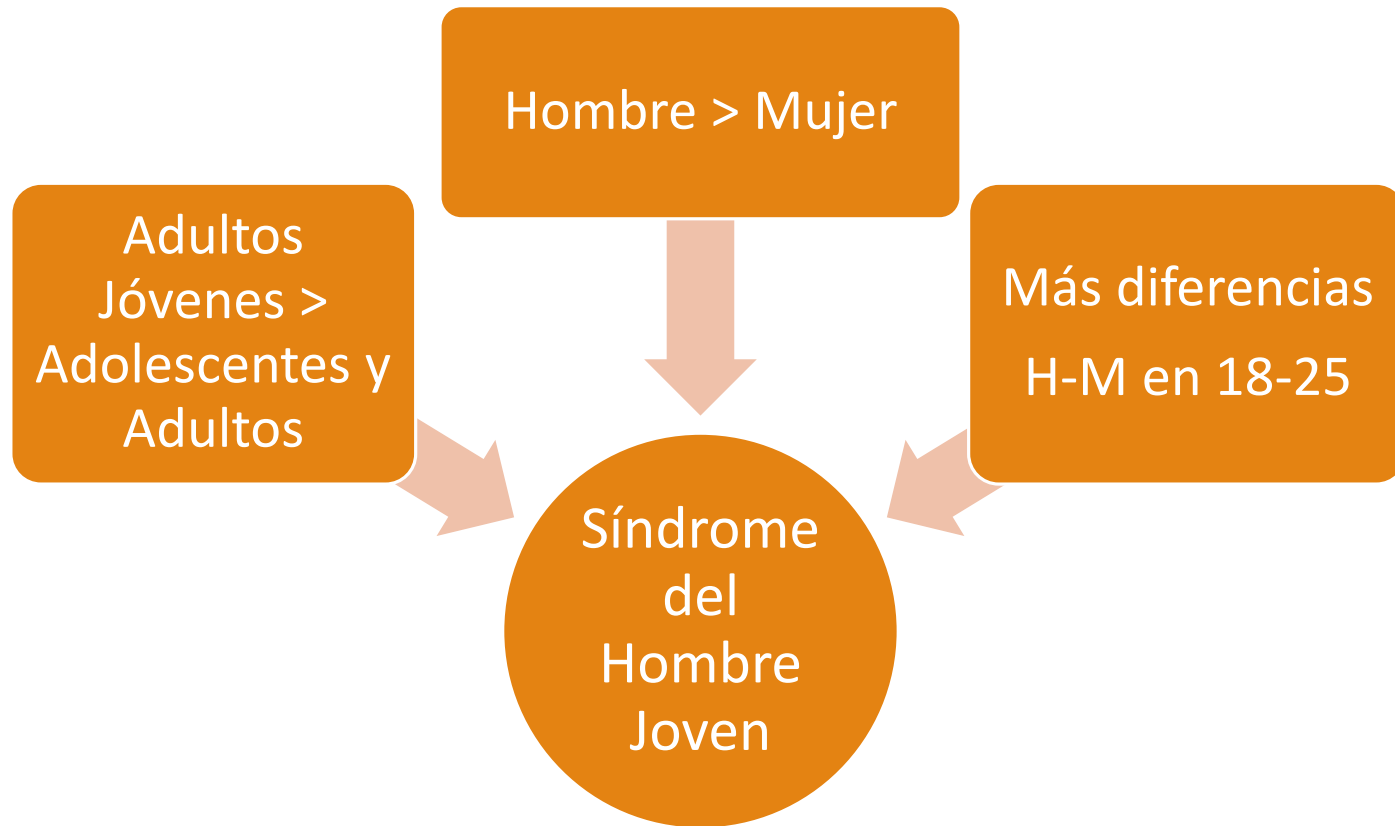 Hombre > Mujer
Adultos
Jóvenes >
Adolescentes y
Adultos
Más diferencias
H-M en 18-25
Síndrome
del
Hombre
Joven